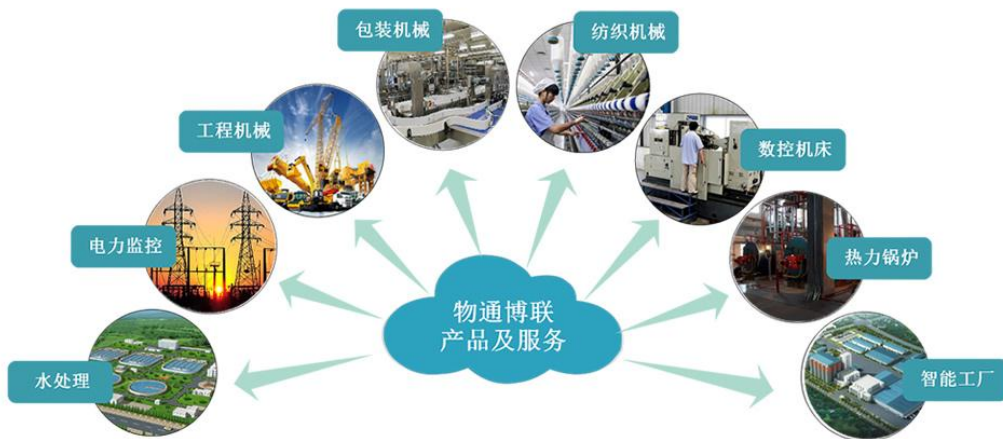 包装机械
纺织机械
工程机械
数控机床
电力监控
热力锅炉
物通博联
产品及服务
水处理
智能工厂